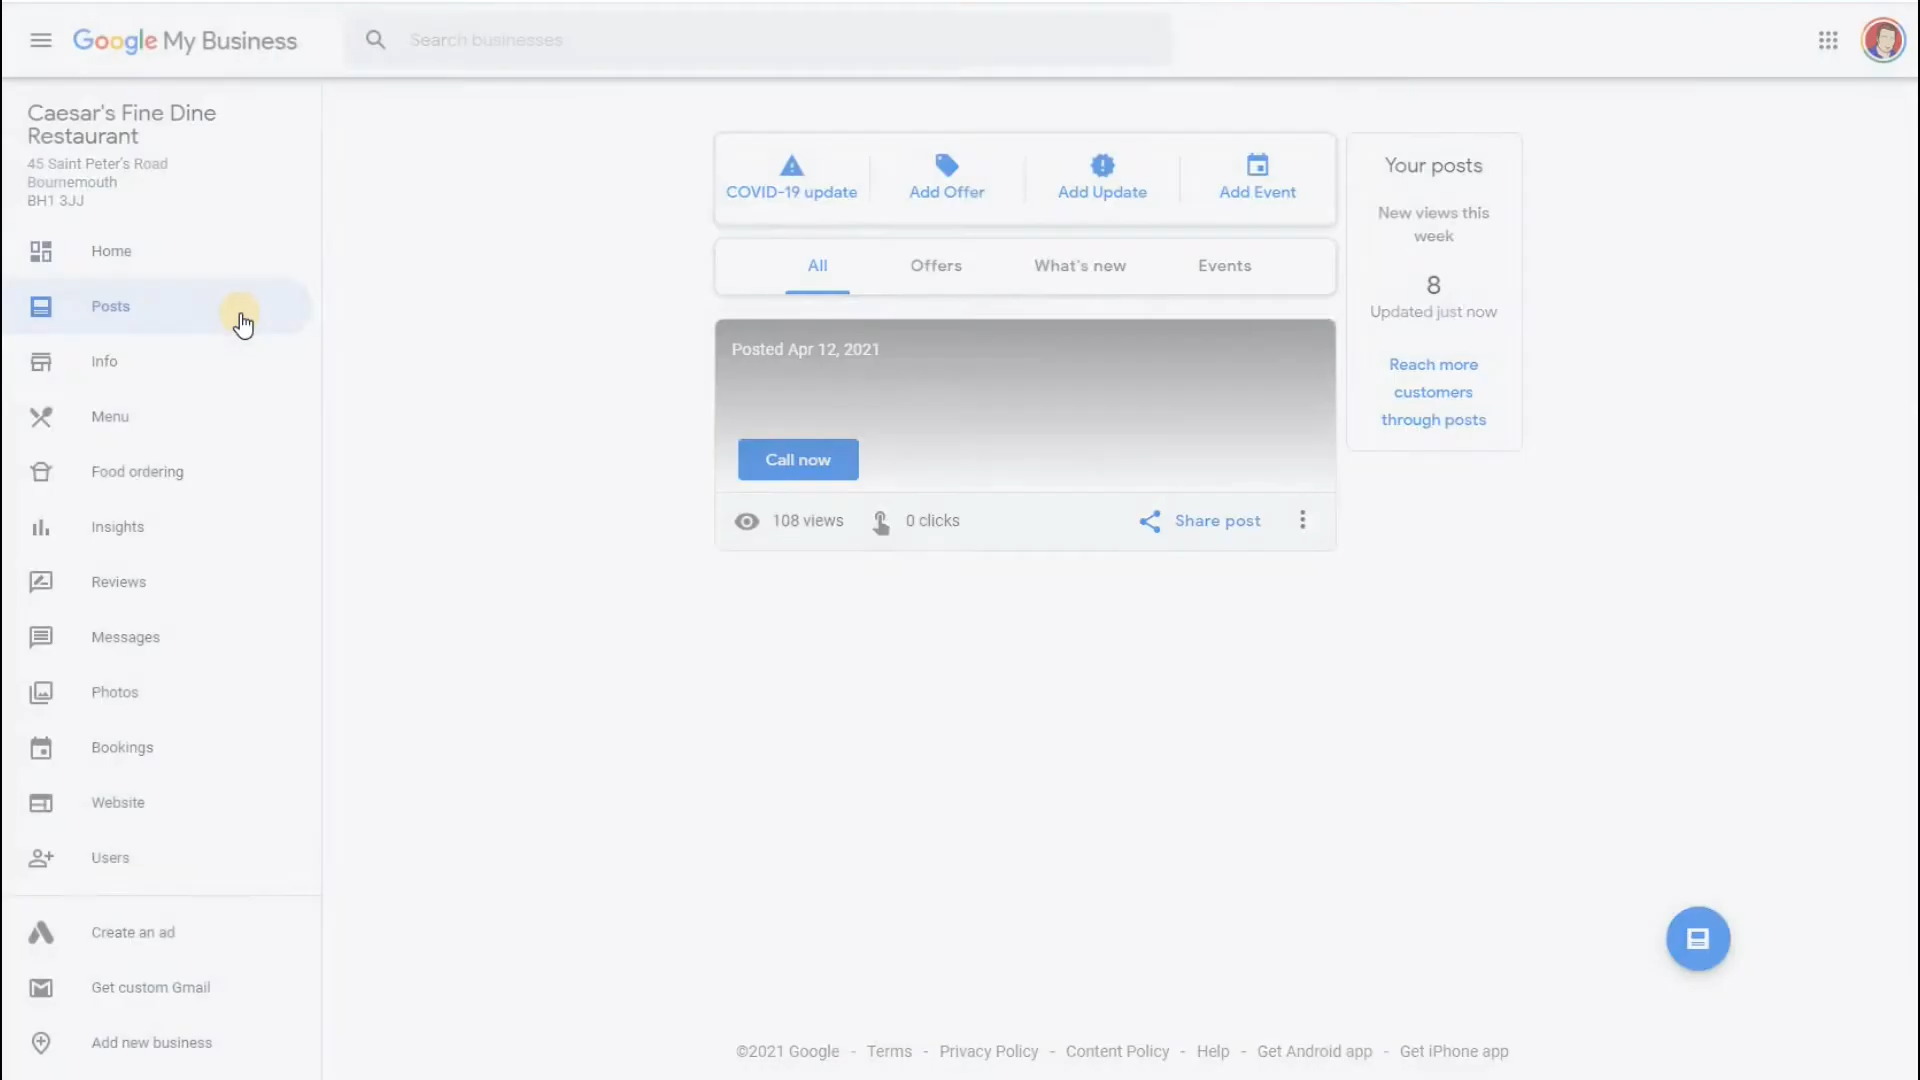 Google My Business
Search businesses
Caesar's Fine Dine
Restaurant
45 Saint Peter's Road
Bournemouth
BH1 3JJ
Home
Posts
Info
Menu
Food ordering
Insights
Reviews
Messages
Photos
Bookings
Website
Users
Create an ad
Get custom Gmail
Add new business
COVID-19 update
Add Offer
Add Update
Add Event
All
Offers
What's new
Events
Posted Apr 12, 2021
Call now
108 views
0 clicks
Share post
Your posts
New views this
week
8
Updated just now
Reach more
customers
through posts
©2021 Google - Terms - Privacy Policy - Content Policy - Help - Get Android app - Get iPhone app